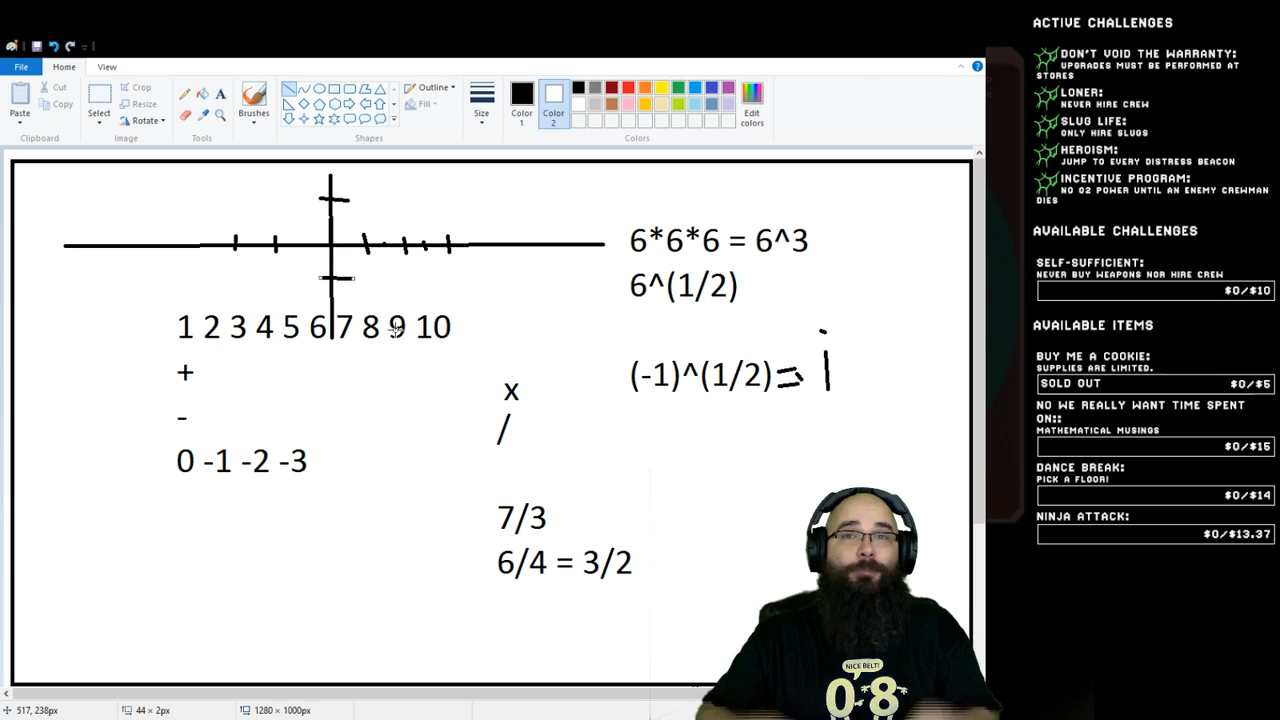 File Home View
Paste
Cut
Copy
Clipboard
Select
Crop
Resize
Rotate
Image
Tools
Brushes
Shapes
Outline
Fill
Size
Color 1
Color 2
Edit colors
Colors
6*6*6 = 6^3
6^(1/2)
1 2 3 4 5 6 7 8 9 10
+
-
0 -1 -2 -3
(-1)^(1/2)= i
x
/
7/3
6/4 = 3/2
NICE BELT!
0 8
517, 238px
44 × 2px
1280 × 1000px
ACTIVE CHALLENGES
DON'T VOID THE WARRANTY:
UPGRADES MUST BE PERFORMED AT
STORES
LONER:
NEVER HIRE CREW
SLUG LIFE:
ONLY HIRE SLUGS
HEROISM:
JUMP TO EVERY DISTRESS BEACON
INCENTIVE PROGRAM:
NO O2 POWER UNTIL AN ENEMY CREWMAN
DIES
AVAILABLE CHALLENGES
SELF-SUFFICIENT:
NEVER BUY WEAPONS NOR HIRE CREW
$0/$10
AVAILABLE ITEMS
BUY ME A COOKIE:
SUPPLIES ARE LIMITED.
SOLD OUT $0/$5
NO WE REALLY WANT TIME SPENT
ON::
MATHEMATICAL MUSINGS
$0/$15
DANCE BREAK:
PICK A FLOOR!
$0/$14
NINJA ATTACK:
$0/$13.37